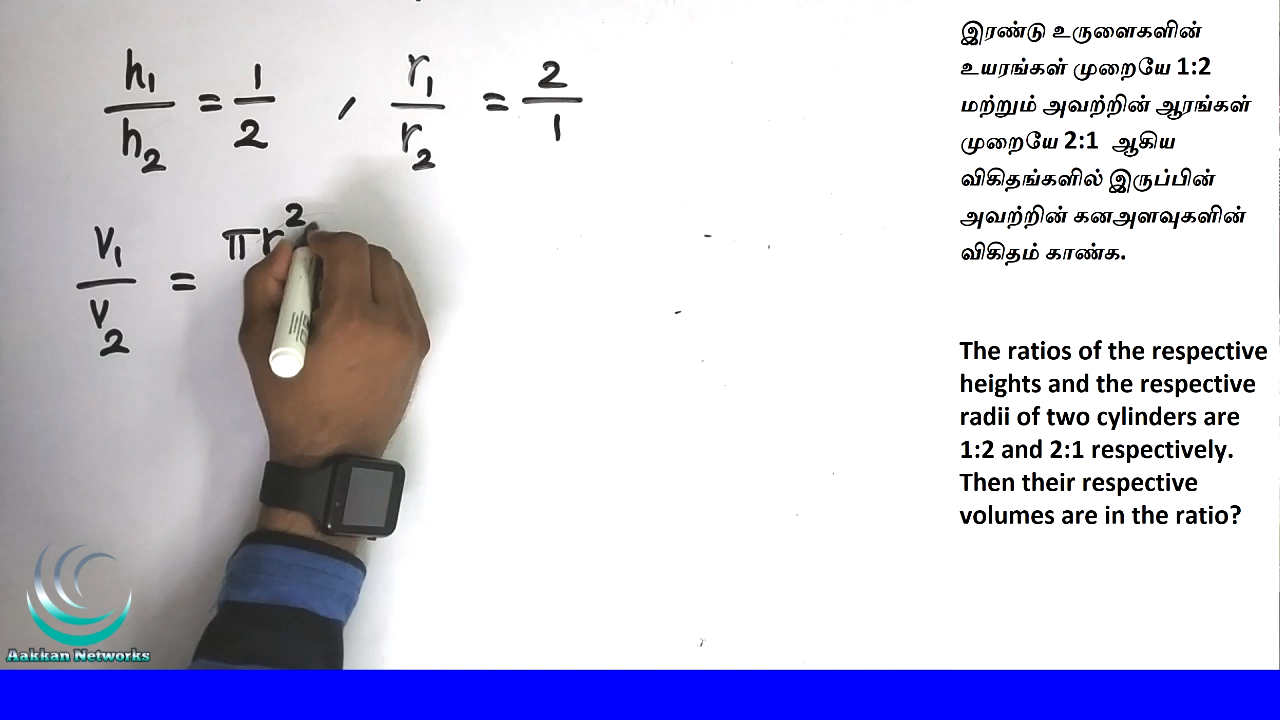 h1/h2 = 1/2 , r1/r2 = 2/1
V1/V2 = πr²
இரண்டு உருளைகளின்
உயரங்கள் முறையே 1:2
மற்றும் அவற்றின் ஆரங்கள்
முறையே 2:1 ஆகிய
விகிதங்களில் இருப்பின்
அவற்றின் கனஅளவுகளின்
விகிதம் காண்க.
The ratios of the respective
heights and the respective
radii of two cylinders are
1:2 and 2:1 respectively.
Then their respective
volumes are in the ratio?
Aakkan Networks